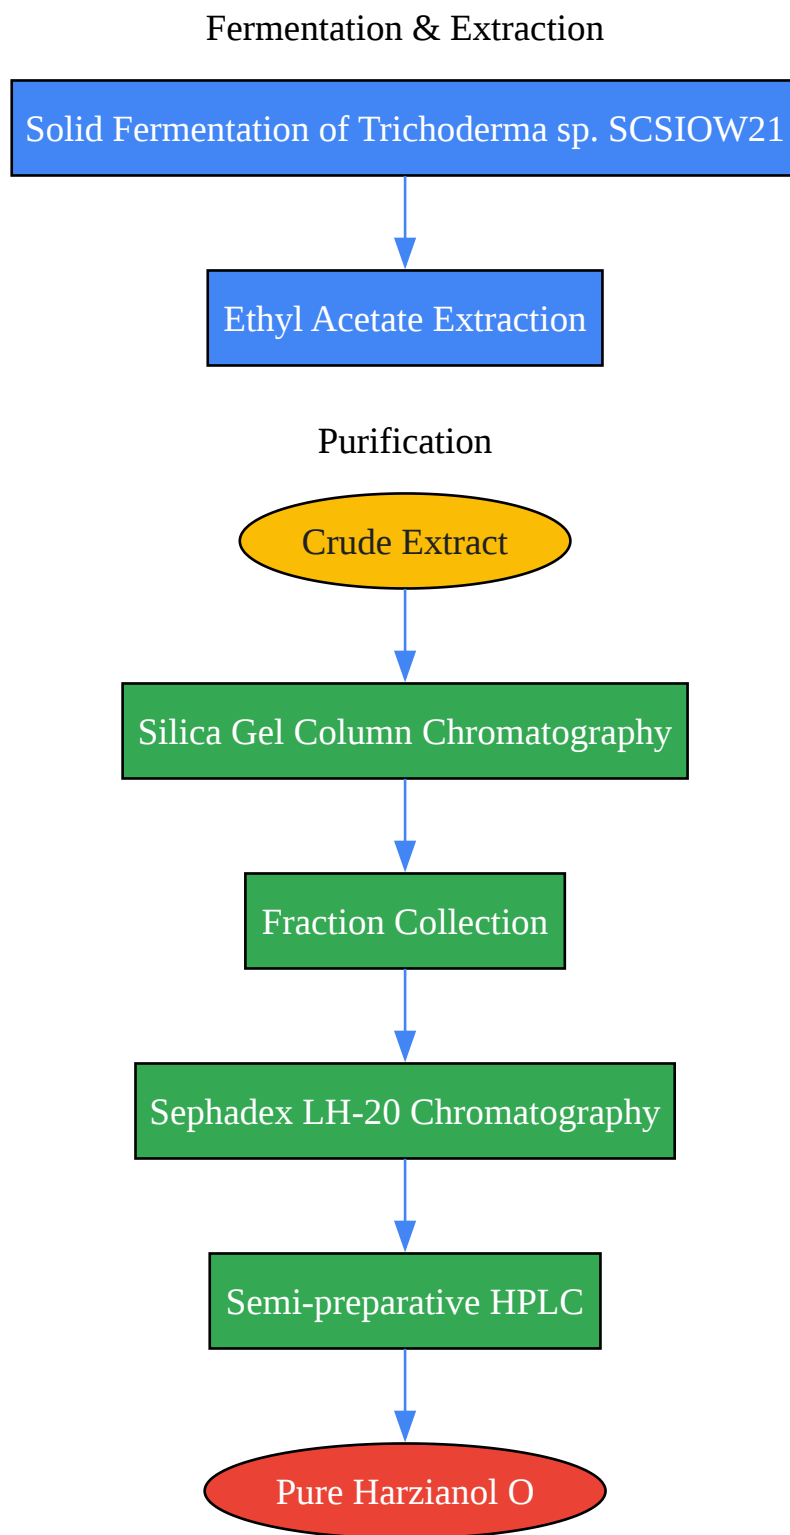 Fermentation & Extraction
Solid Fermentation of Trichoderma sp. SCSIOW21
Ethyl Acetate Extraction
Purification
Crude Extract
Silica Gel Column Chromatography
Fraction Collection
Sephadex LH-20 Chromatography
Semi-preparative HPLC
Pure Harzianol O